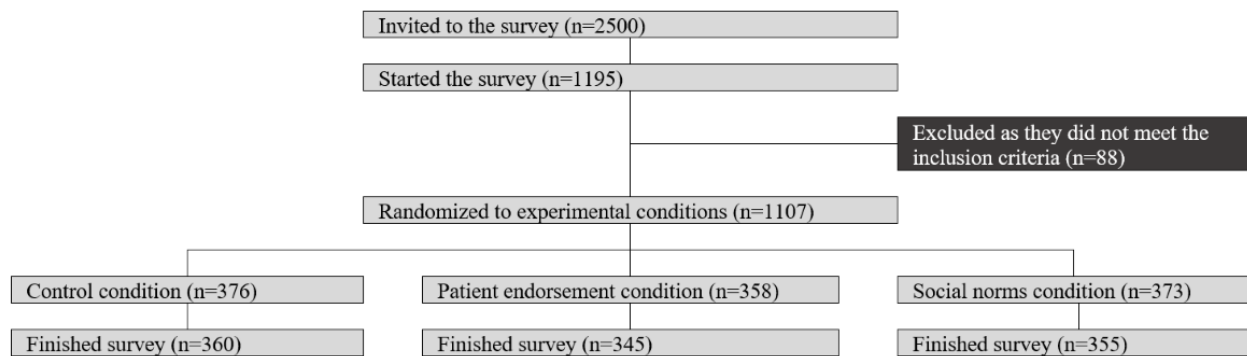 Invited to the survey (n=2500)
Started the survey (n=1195)
Excluded as they did not meet the
inclusion criteria (n=88)
Randomized to experimental conditions (n=1107)
Control condition (n=376)
Patient endorsement condition (n=358)
Social norms condition (n=373)
Finished survey (n=360)
Finished survey (n=345)
Finished survey (n=355)